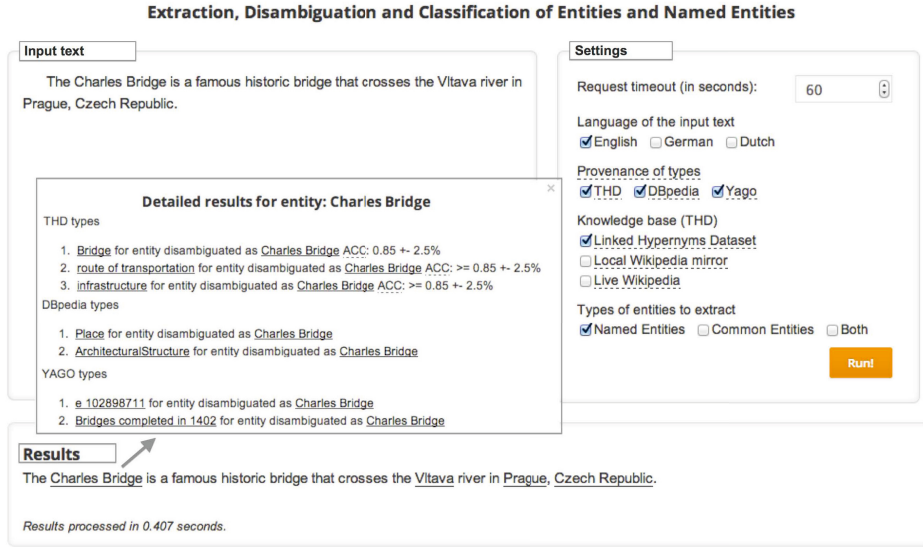 Extraction, Disambiguation and Classification of Entities and Named Entities
Input text
The Charles Bridge is a famous historic bridge that crosses the Vltava river in
Prague, Czech Republic.
Settings
Request timeout (in seconds): 60
Language of the input text
English German Dutch
Provenance of types
THD DBpedia Yago
Knowledge base (THD)
Linked Hypernyms Dataset
Local Wikipedia mirror
Live Wikipedia
Types of entities to extract
Named Entities Common Entities Both
Run!
×
Detailed results for entity: Charles Bridge
THD types
1. Bridge for entity disambiguated as Charles Bridge ACC: 0.85 +- 2.5%
2. route of transportation for entity disambiguated as Charles Bridge ACC: >= 0.85 +- 2.5%
3. infrastructure for entity disambiguated as Charles Bridge ACC: >= 0.85 +- 2.5%
DBpedia types
1. Place for entity disambiguated as Charles Bridge
2. ArchitecturalStructure for entity disambiguated as Charles Bridge
YAGO types
1. e 102898711 for entity disambiguated as Charles Bridge
2. Bridges completed in 1402 for entity disambiguated as Charles Bridge
Results
The Charles Bridge is a famous historic bridge that crosses the Vltava river in Prague, Czech Republic.
Results processed in 0.407 seconds.